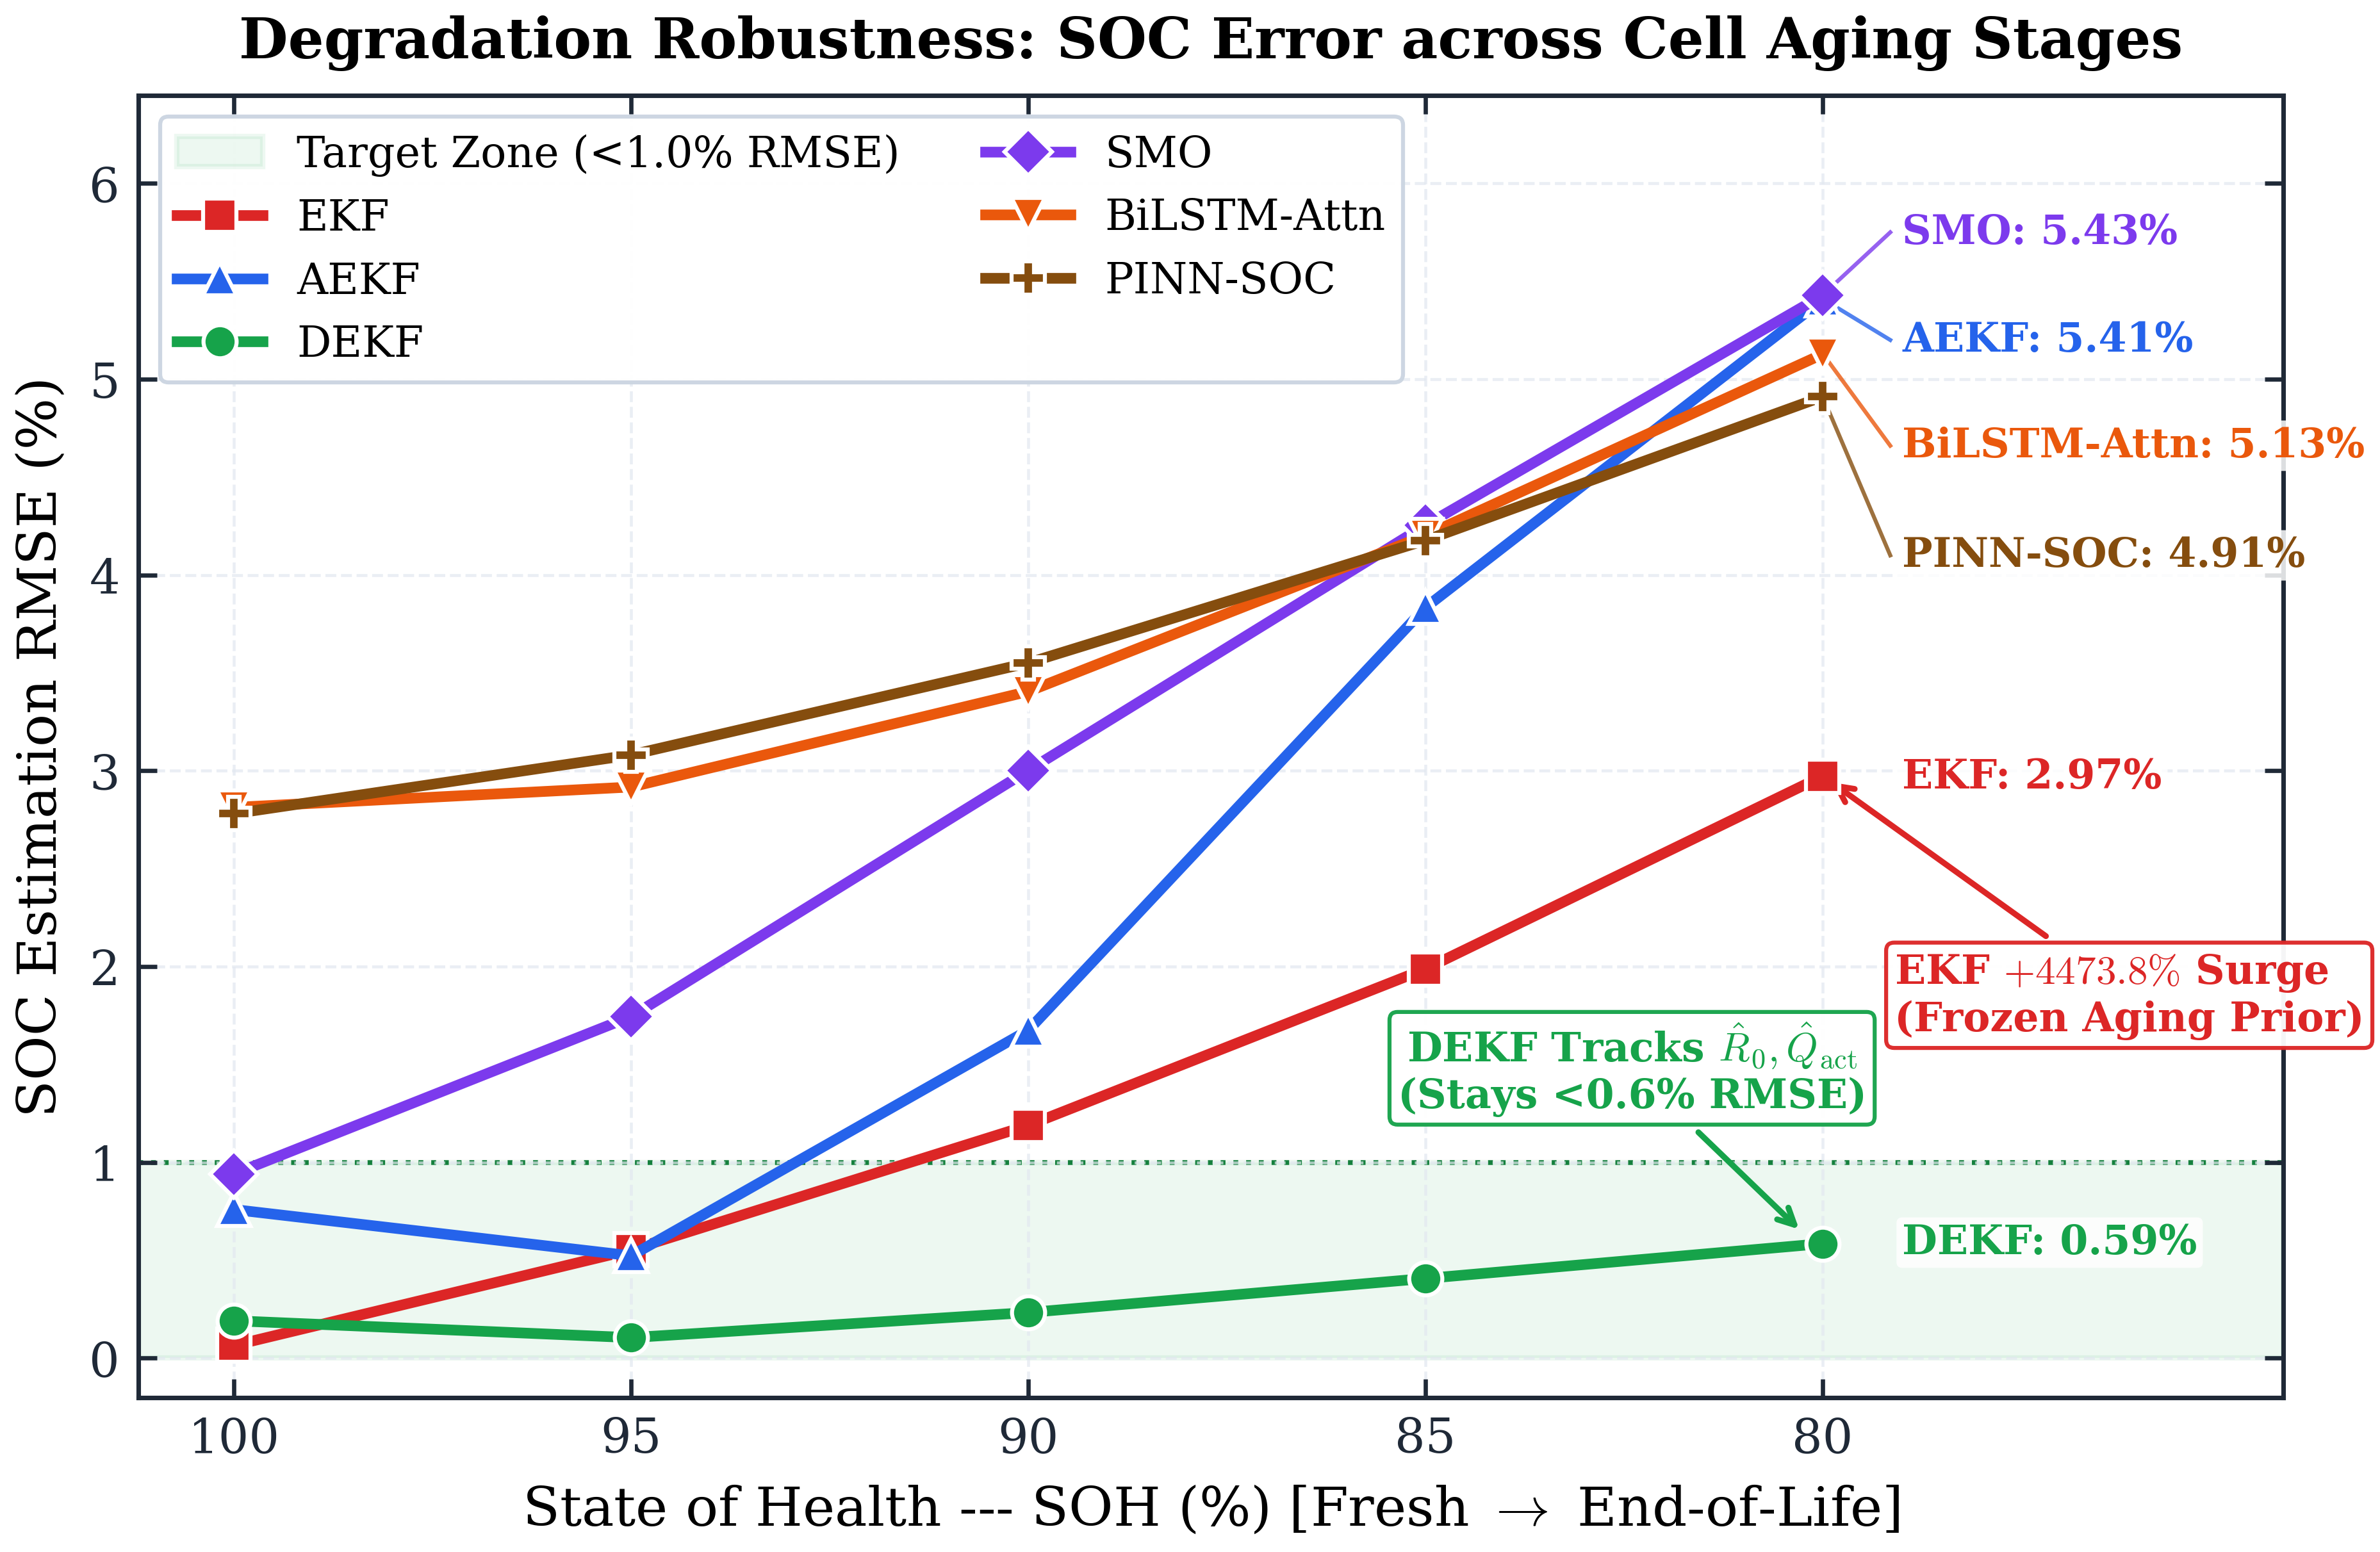 Degradation Robustness: SOC Error across Cell Aging Stages
SOC Estimation RMSE (%)
6
5
4
3
2
1
0
Target Zone (<1.0% RMSE)
EKF
AEKF
DEKF
SMO
BiLSTM-Attn
PINN-SOC
SMO: 5.43%
AEKF: 5.41%
BiLSTM-Attn: 5.13%
PINN-SOC: 4.91%
EKF: 2.97%
EKF +4473.8% Surge
(Frozen Aging Prior)
DEKF Tracks R̂₀, Q̂_act
(Stays <0.6% RMSE)
DEKF: 0.59%
100 95 90 85 80
State of Health --- SOH (%) [Fresh → End-of-Life]